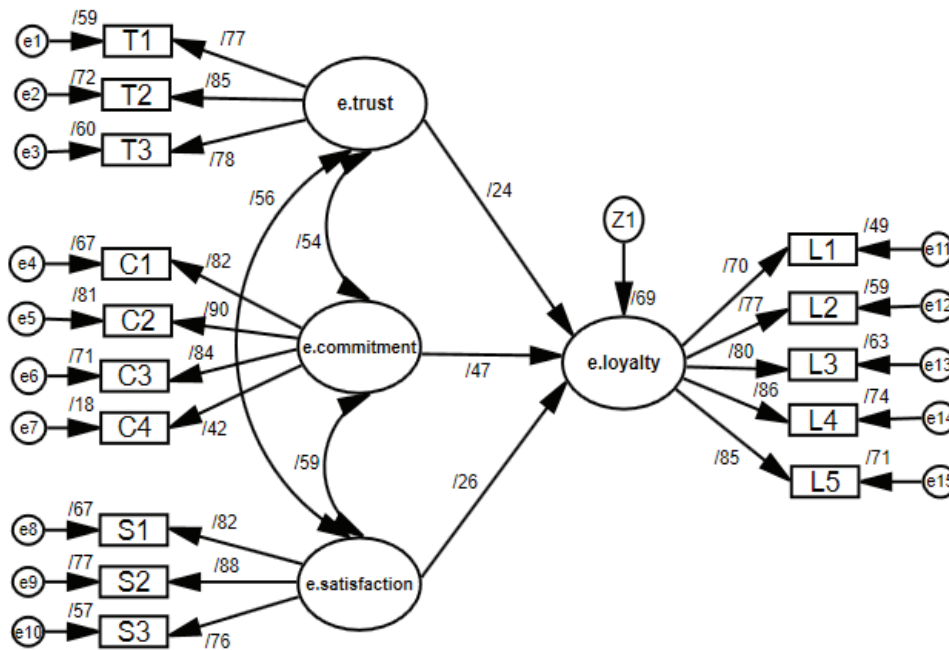 /59
e1
T1
/77
/72
e2
T2
/85
/60
e3
T3
/78
e.trust
/56
/54
/24
/67
e4
C1
/82
/81
e5
C2
/90
/71
e6
C3
/84
/18
e7
C4
/42
e.commitment
/47
/59
/26
/67
e8
S1
/82
/77
e9
S2
/88
/57
e10
S3
/76
e.satisfaction
Z1
/69
e.loyalty
/70
L1
/49
e11
/77
L2
/59
e12
/80
L3
/63
e13
/86
L4
/74
e14
/85
L5
/71
e15